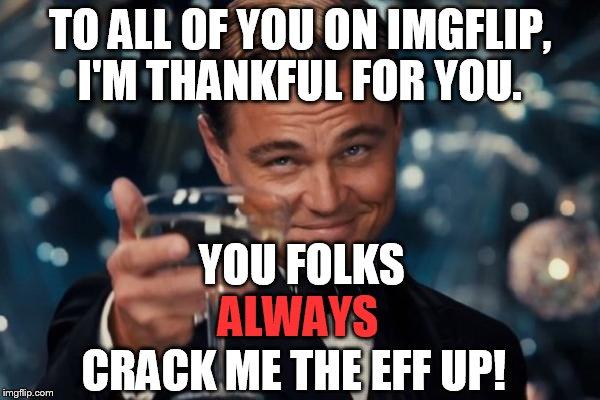 TO ALL OF YOU ON IMGFLIP,
I'M THANKFUL FOR YOU.
YOU FOLKS
ALWAYS
CRACK ME THE EFF UP!
imgflip.com